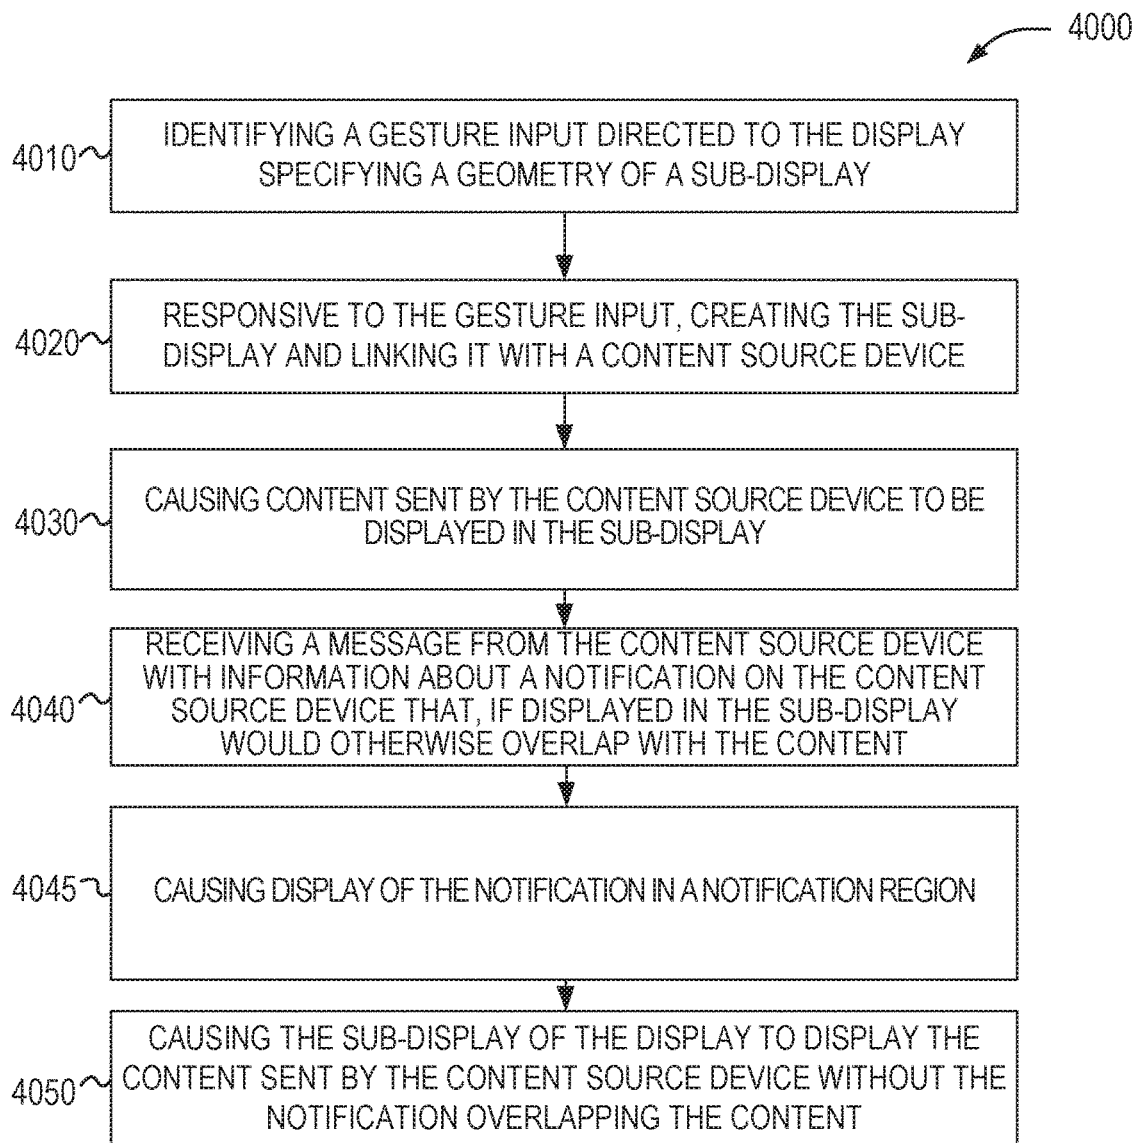 4000
4010
IDENTIFYING A GESTURE INPUT DIRECTED TO THE DISPLAY
SPECIFYING A GEOMETRY OF A SUB-DISPLAY
4020
RESPONSIVE TO THE GESTURE INPUT, CREATING THE SUB-
DISPLAY AND LINKING IT WITH A CONTENT SOURCE DEVICE
4030
CAUSING CONTENT SENT BY THE CONTENT SOURCE DEVICE TO BE
DISPLAYED IN THE SUB-DISPLAY
4040
RECEIVING A MESSAGE FROM THE CONTENT SOURCE DEVICE
WITH INFORMATION ABOUT A NOTIFICATION ON THE CONTENT
SOURCE DEVICE THAT, IF DISPLAYED IN THE SUB-DISPLAY
WOULD OTHERWISE OVERLAP WITH THE CONTENT
4045
CAUSING DISPLAY OF THE NOTIFICATION IN A NOTIFICATION REGION
4050
CAUSING THE SUB-DISPLAY OF THE DISPLAY TO DISPLAY THE
CONTENT SENT BY THE CONTENT SOURCE DEVICE WITHOUT THE
NOTIFICATION OVERLAPPING THE CONTENT